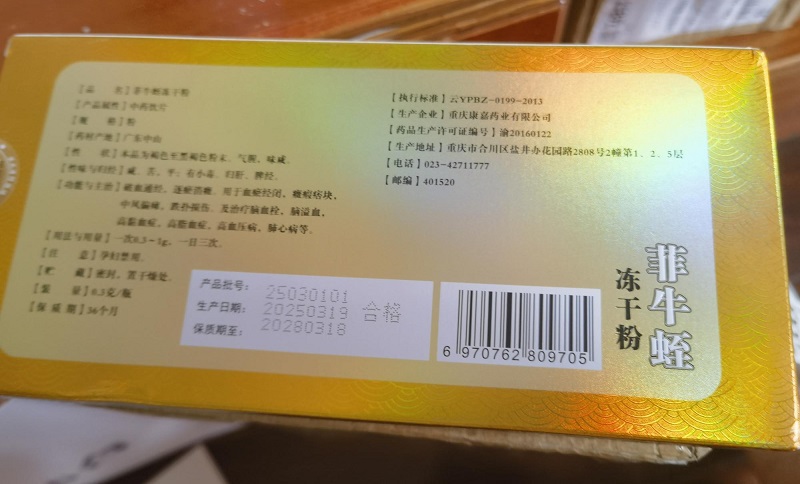 【品　　名】菲牛蛭冻干粉
【产品属性】中药饮片
【规　　格】粉
【药材产地】广东中山
【性　　状】本品为褐色至黑褐色粉末。气腥，味咸。
【性味与归经】咸、苦，平；有小毒。归肝、脾经。
【功能与主治】破血通经，逐瘀消癥。用于血瘀经闭，癥瘕痞块，
中风偏瘫，跌扑损伤。及治疗脑血栓，脑溢血，
高黏血症，高脂血症，高血压病，肺心病等。
【用法与用量】一次0.3-1g，一日三次。
【注　　意】孕妇禁用。
【贮　　藏】密封，置干燥处。
【装　　量】0.3克/瓶
【保 质 期】36个月
【执行标准】云YPBZ-0199-2013
【生产企业】重庆康嘉药业有限公司
【药品生产许可证编号】渝20160122
【生产地址】重庆市合川区盐井办花园路2808号2幢第1、2、5层
【电话】023-42711777
【邮编】401520
产品批号：25030101
生产日期：20250319 合格
保质期至：20280318
6 970762 809705
菲牛蛭
冻干粉